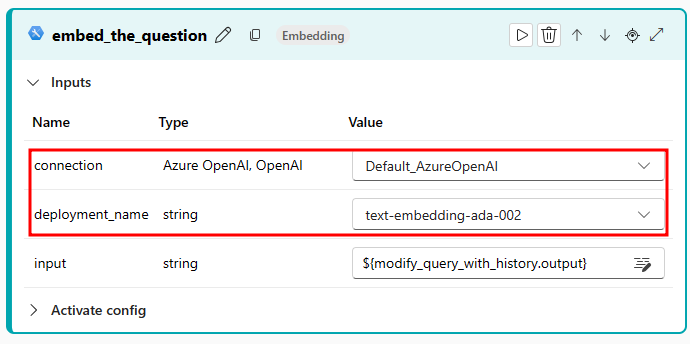 embed_the_question Embedding
Inputs
Name Type Value
connection Azure OpenAI, OpenAI Default_AzureOpenAI
deployment_name string text-embedding-ada-002
input string ${modify_query_with_history.output}
Activate config